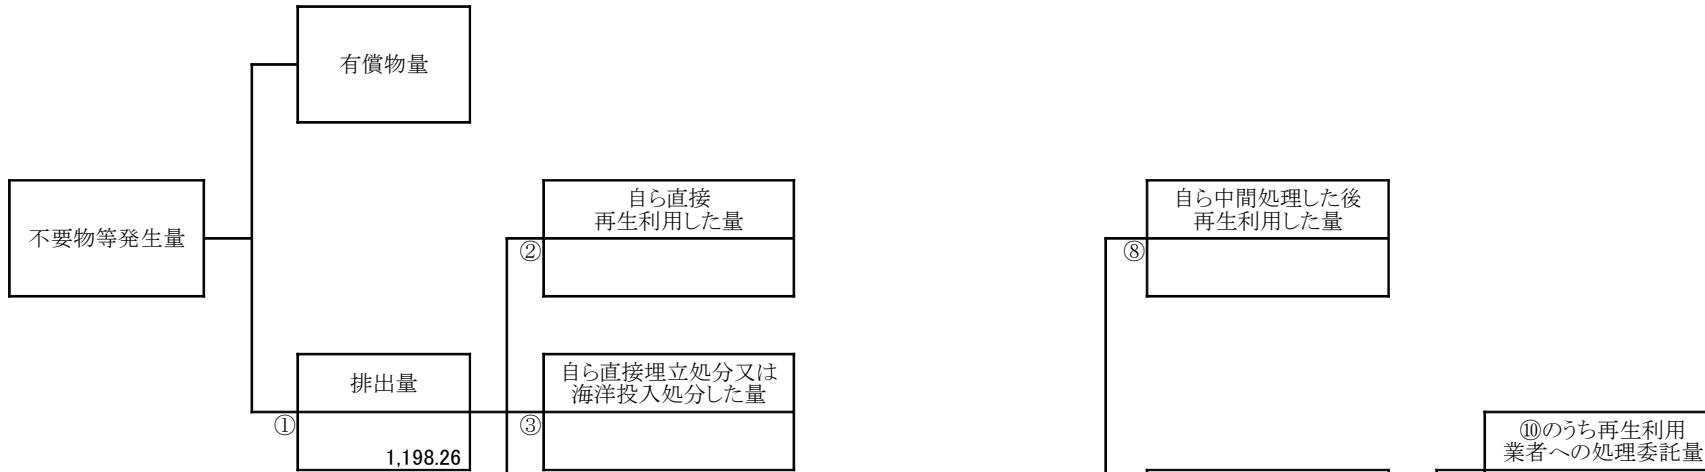 有償物量
不要物等発生量
自ら直接
再生利用した量
②
自ら中間処理した後
再生利用した量
⑧
排出量
①
1,198.26
自ら直接埋立処分又は
海洋投入処分した量
③
⑩のうち再生利用
業者への処理委託量